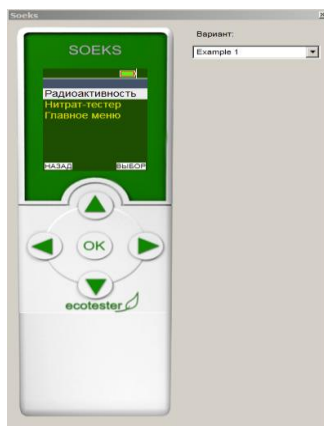 Soeks
Вариант:
Example 1
SOEKS
Радиоактивность
Нитрат-тестер
Главное меню
НАЗАД ВЫБОР
OK
ecotester